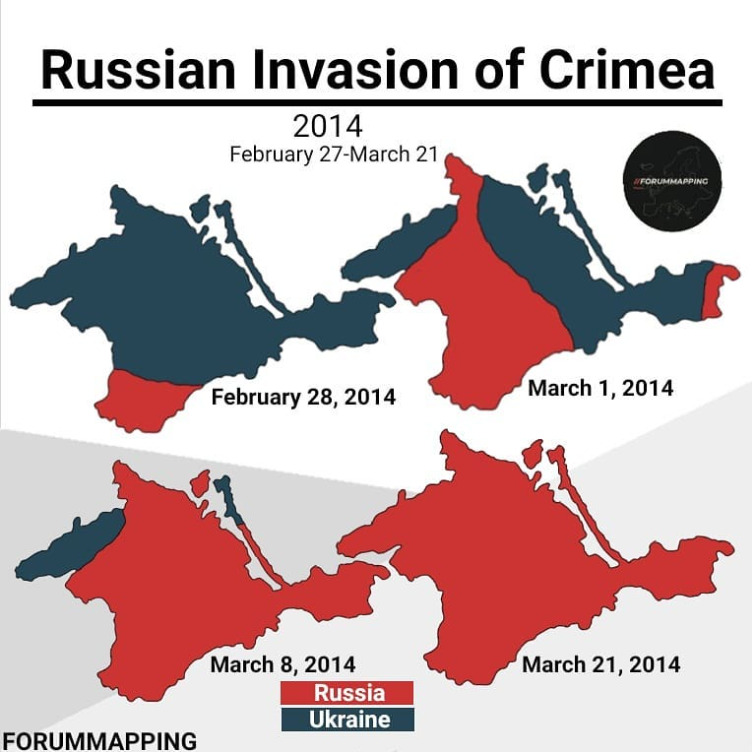 Russian Invasion of Crimea
2014
February 27-March 21
//FORUMMAPPING
February 28, 2014
March 1, 2014
March 8, 2014
March 21, 2014
Russia
Ukraine
FORUMMAPPING